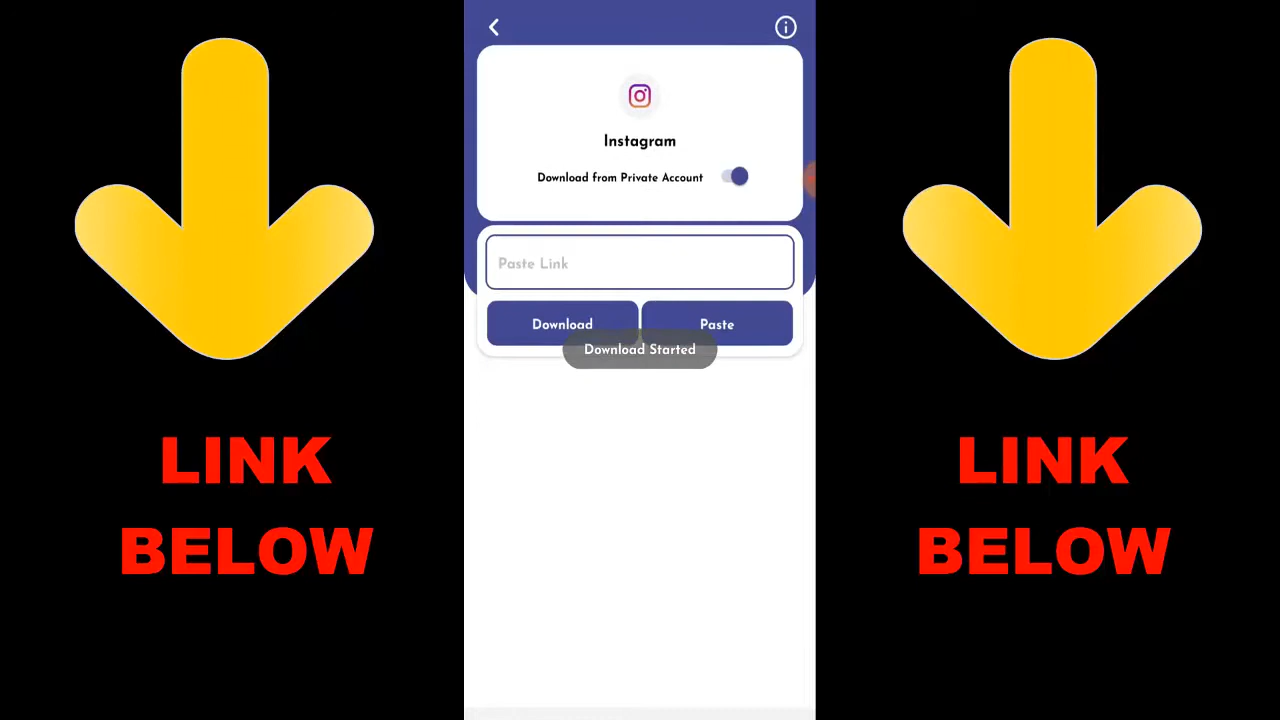 Instagram
Download from Private Account
Paste Link
Download
Paste
Download Started
LINK
BELOW
LINK
BELOW